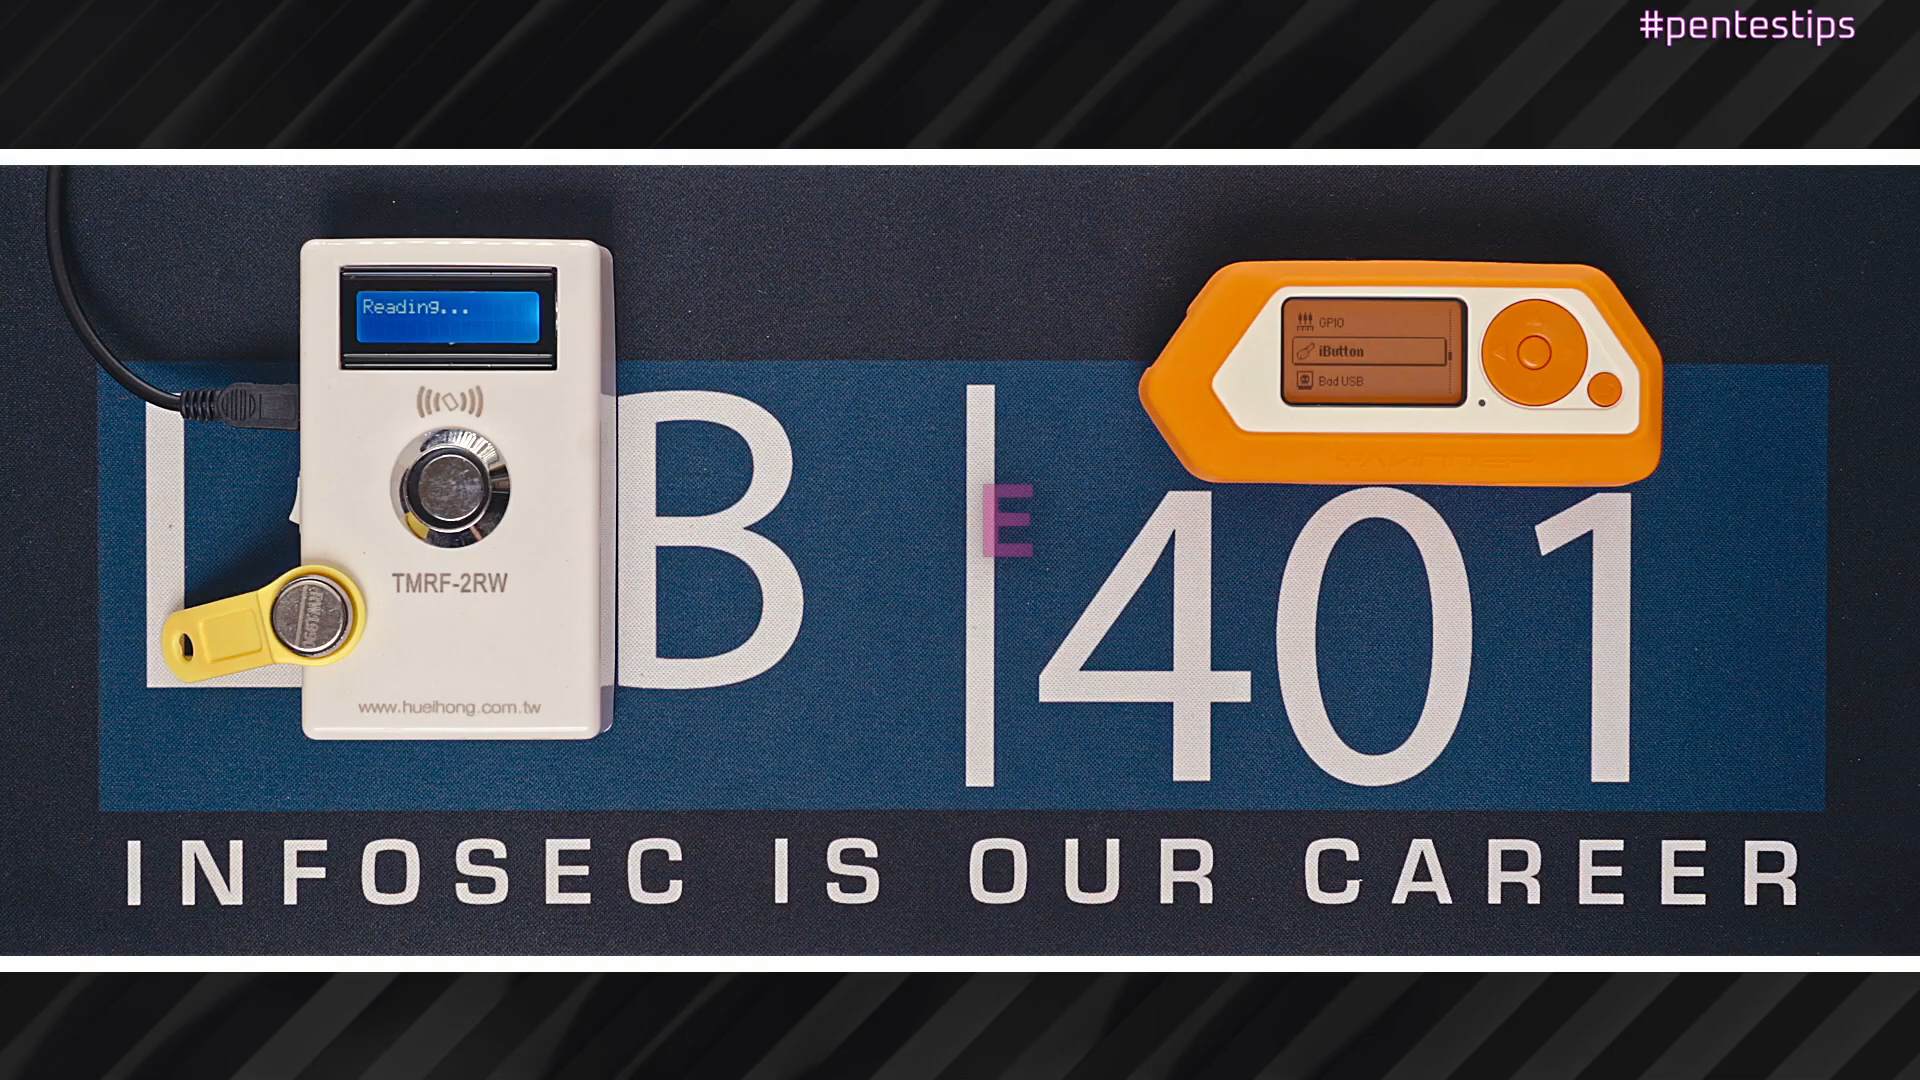 #pentestips
Reading...
TMRF-2RW
www.huelhong.com.tw
GPIO
iButton
Bad USB
L B | 401
E
INFOSEC IS OUR CAREER